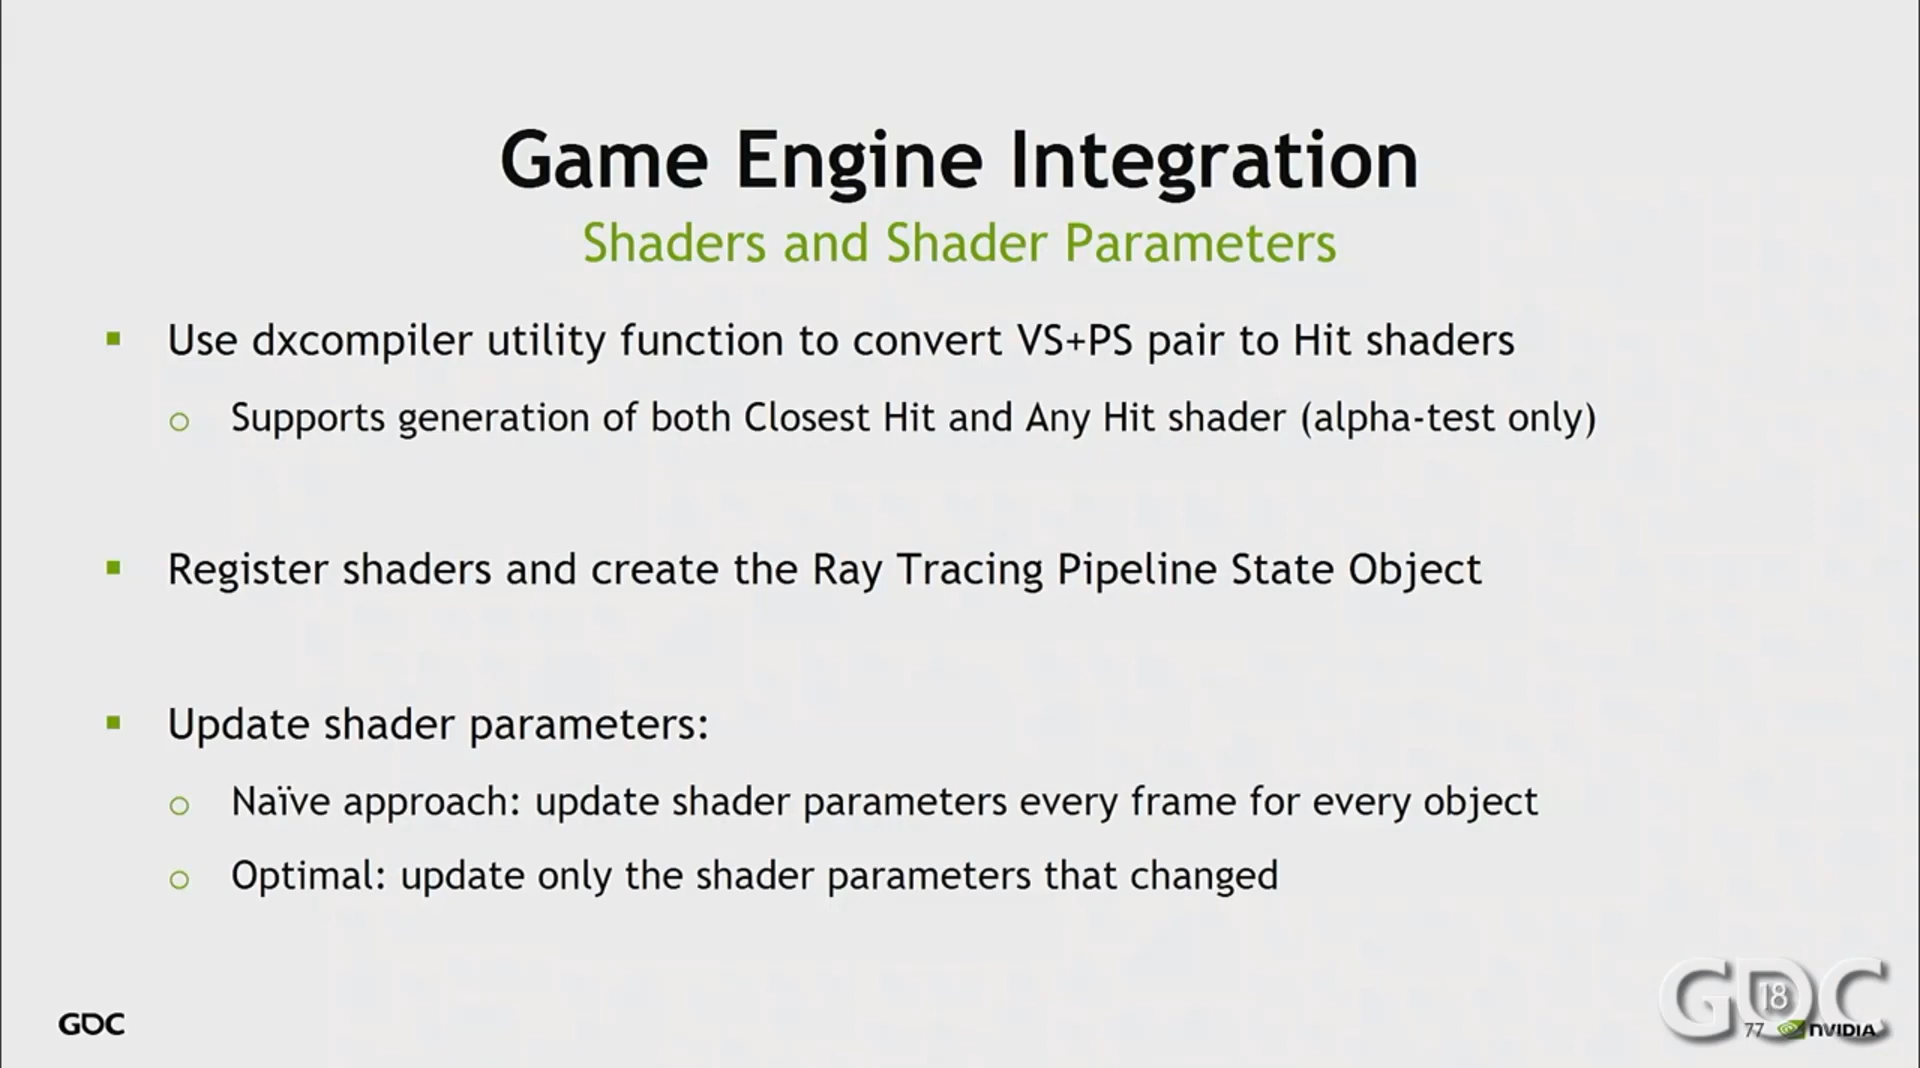 Game Engine Integration
Shaders and Shader Parameters
▪ Use dxcompiler utility function to convert VS+PS pair to Hit shaders
o Supports generation of both Closest Hit and Any Hit shader (alpha-test only)
▪ Register shaders and create the Ray Tracing Pipeline State Object
▪ Update shader parameters:
o Naïve approach: update shader parameters every frame for every object
o Optimal: update only the shader parameters that changed
GDC
GDC
18
77 NVIDIA